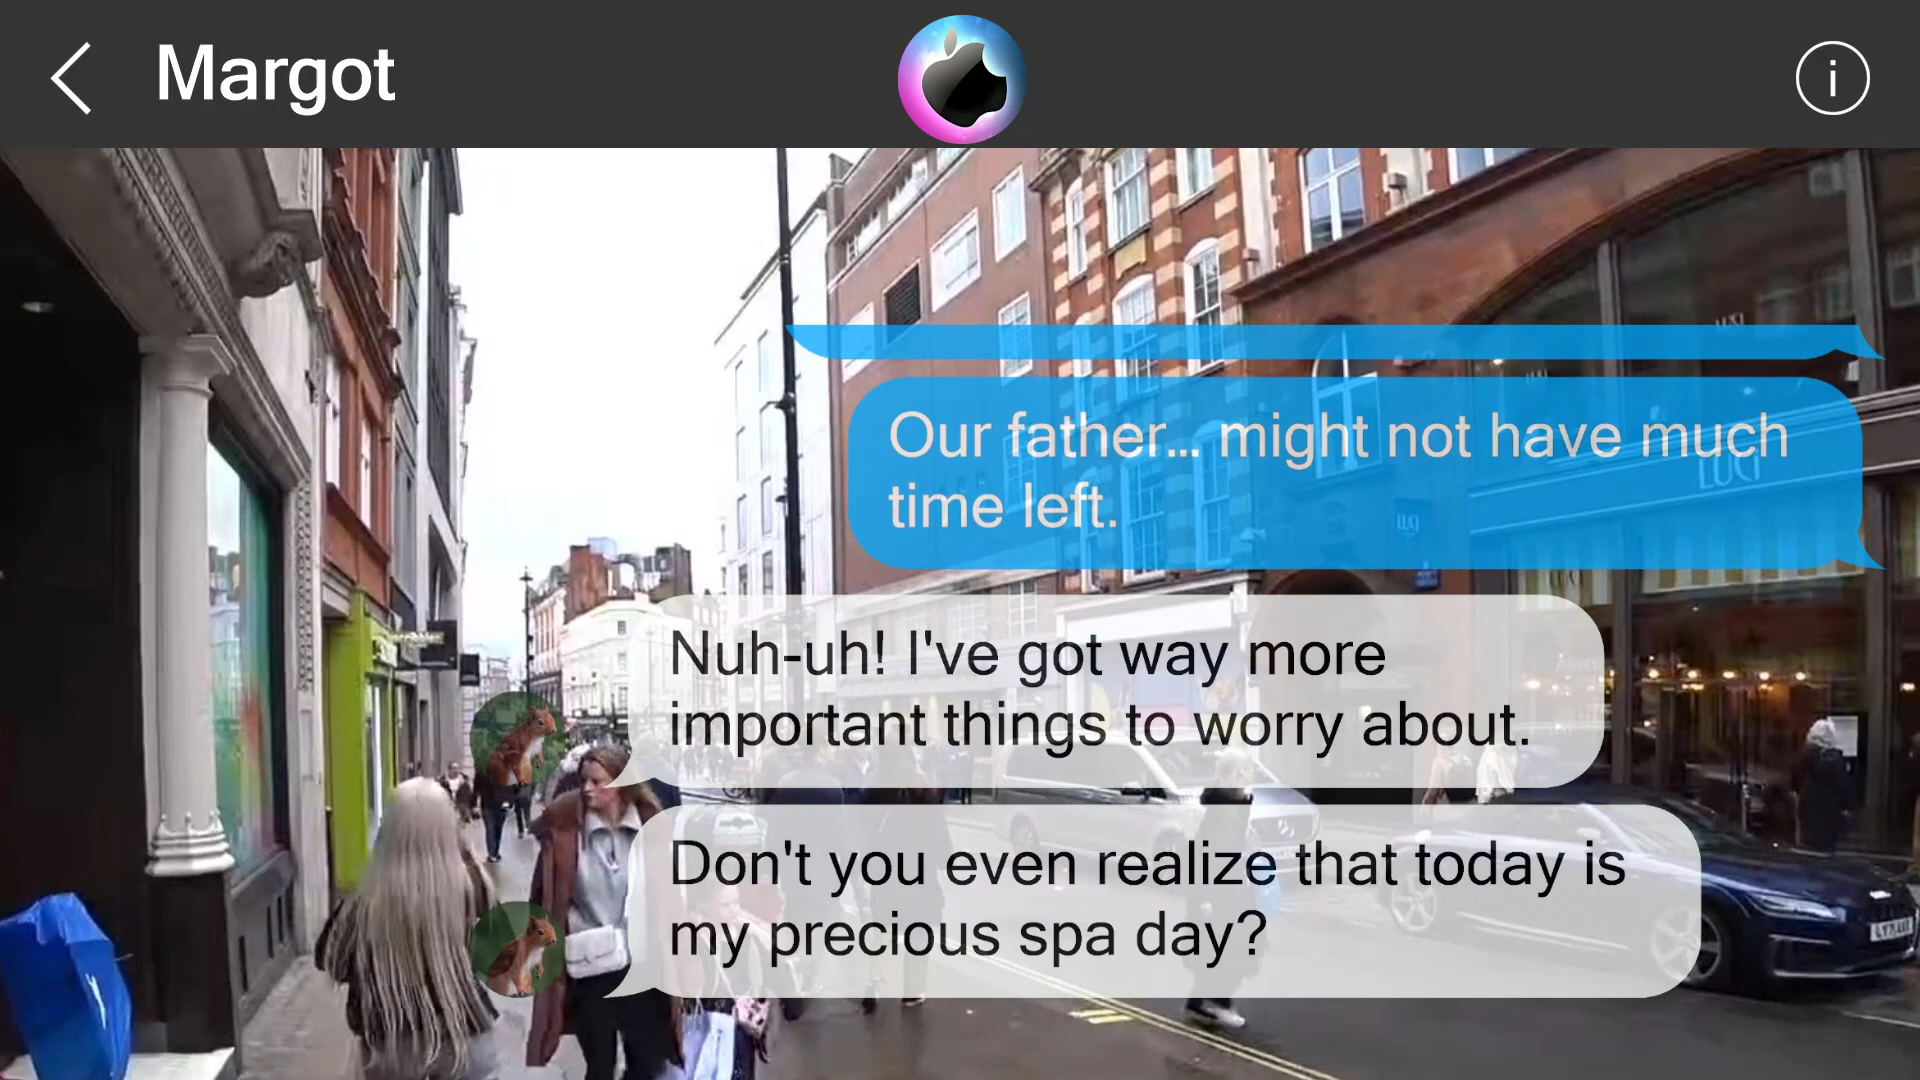 Margot
Our father... might not have much
time left.
LUCI
Nuh-uh! I've got way more
important things to worry about.
Don't you even realize that today is
my precious spa day?